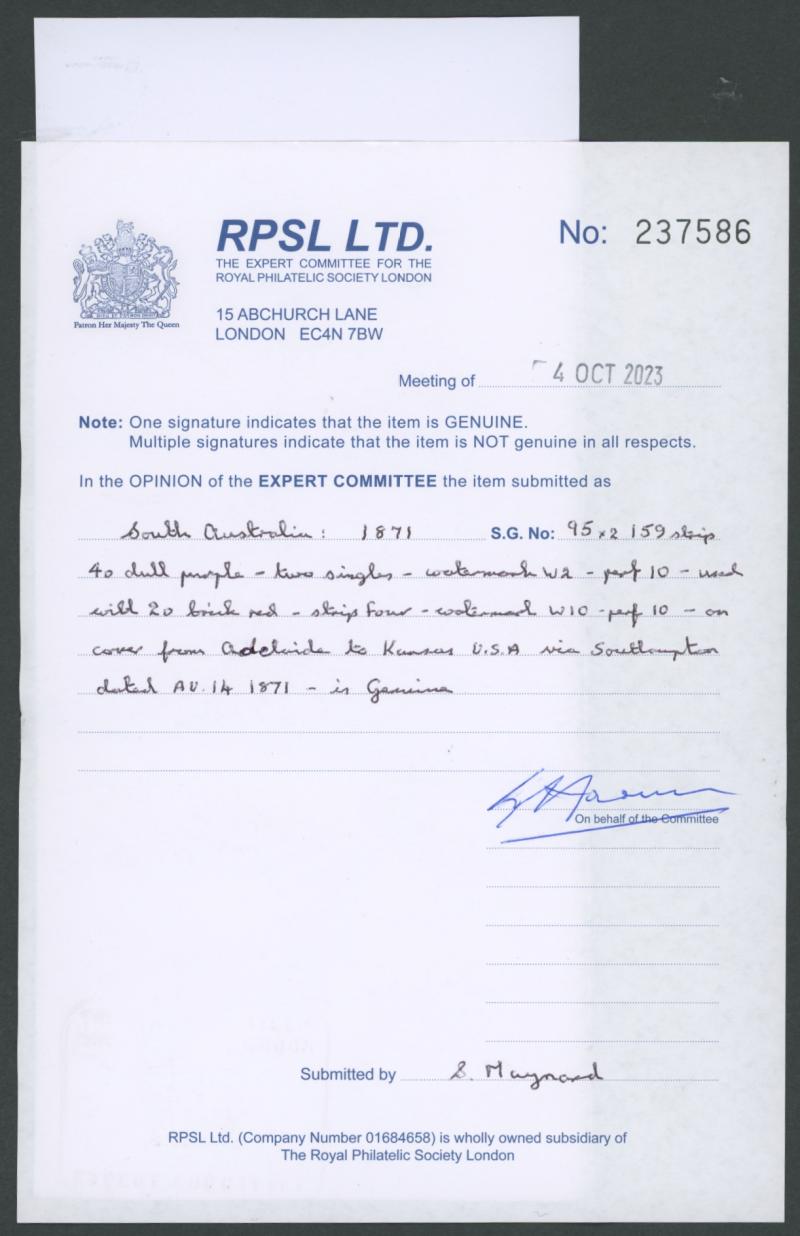 RPSL LTD.
THE EXPERT COMMITTEE FOR THE
ROYAL PHILATELIC SOCIETY LONDON
No: 237586
Patron Her Majesty The Queen
15 ABCHURCH LANE
LONDON EC4N 7BW
Meeting of 4 OCT 2023
Note: One signature indicates that the item is GENUINE.
Multiple signatures indicate that the item is NOT genuine in all respects.
In the OPINION of the EXPERT COMMITTEE the item submitted as
South Australia: 1871 S.G. No: 95x2 159 strip
4d dull purple - two singles - watermark W2 - perf 10 - used
with 2d brick red - strip four - watermark W10 - perf 10 - on
cover from Adelaide to Kansas U.S.A via Southampton
dated AU.14 1871 - is Genuine
On behalf of the Committee
Submitted by S. Maynard
RPSL Ltd. (Company Number 01684658) is wholly owned subsidiary of
The Royal Philatelic Society London